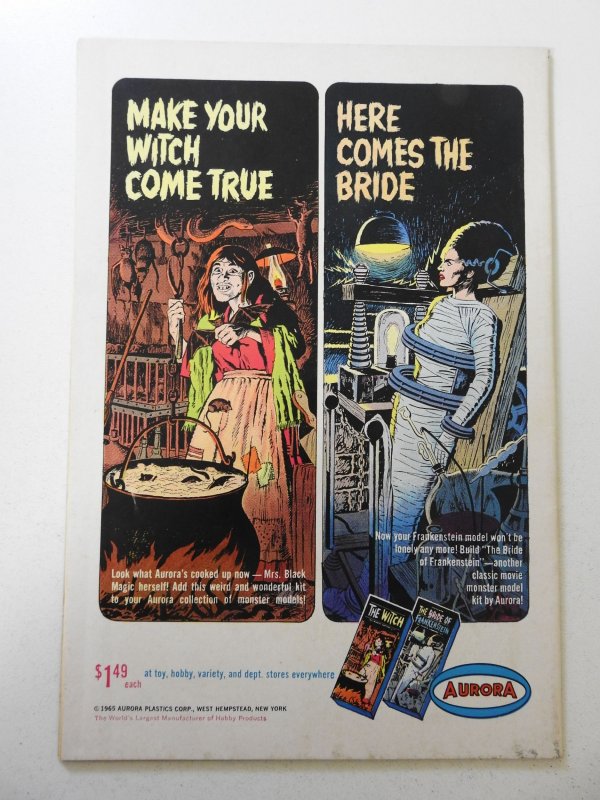 MAKE YOUR
WITCH
COME TRUE
Look what Aurora's cooked up now — Mrs. Black
Magic herself! Add this weird and wonderful kit
to your Aurora collection of monster models!
HERE
COMES THE
BRIDE
Now your Frankenstein model won't be
lonely any more! Build "The Bride
of Frankenstein"—another
classic movie
monster model
kit by Aurora!
THE WITCH
THE BRIDE OF
FRANKENSTEIN
$1 49
each
at toy, hobby, variety, and dept. stores everywhere
AURORA
© 1965 AURORA PLASTICS CORP., WEST HEMPSTEAD, NEW YORK
The World's Largest Manufacturer of Hobby Products